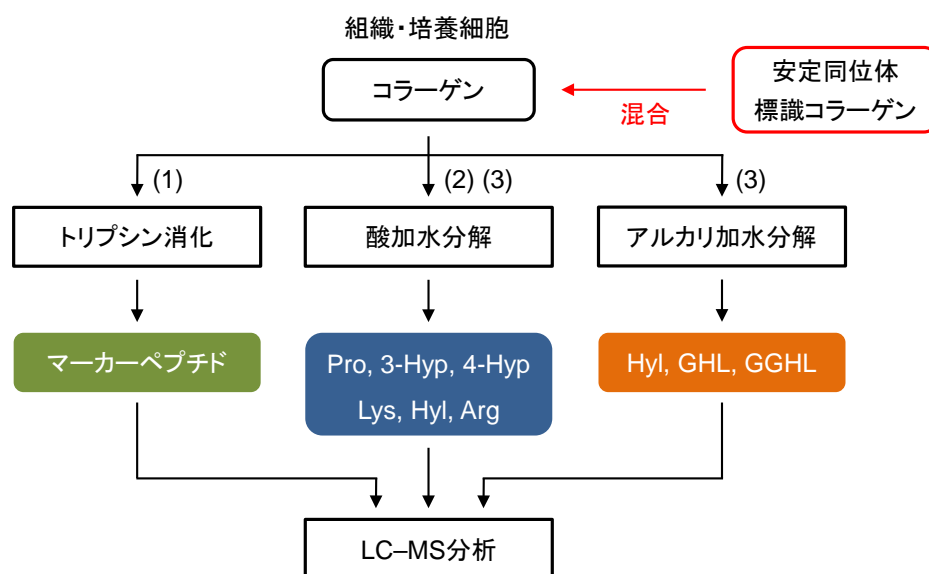 組織・培養細胞
コラーゲン
安定同位体
標識コラーゲン
混合
(1)
(2) (3)
(3)
トリプシン消化
酸加水分解
アルカリ加水分解
マーカーペプチド
Pro, 3-Hyp, 4-Hyp
Lys, Hyl, Arg
Hyl, GHL, GGHL
LC–MS分析